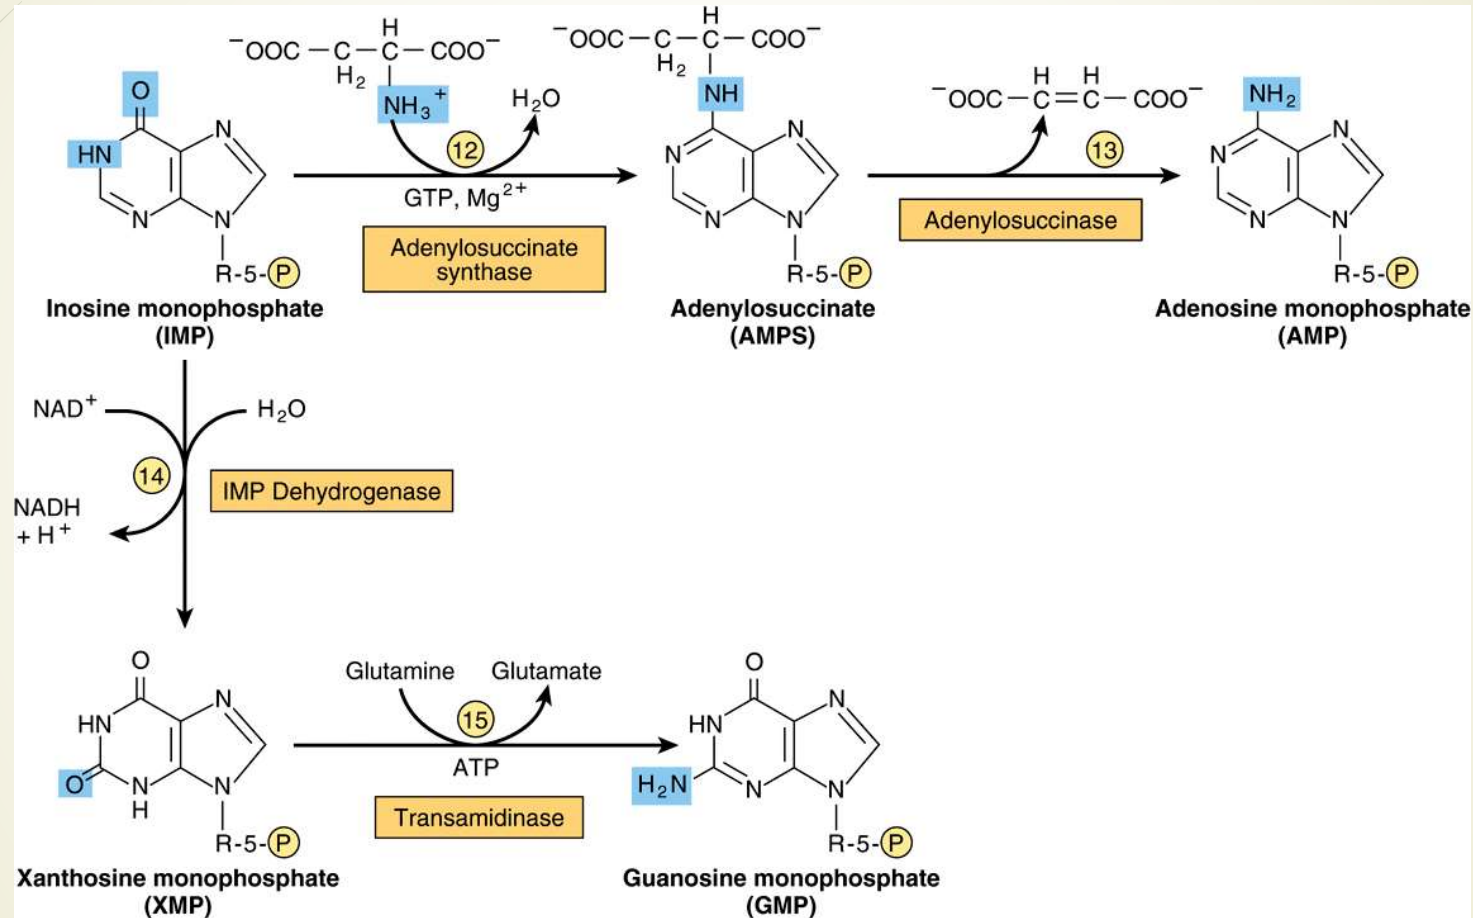 H
⁻OOC — C — C — COO⁻
H₂
NH₃⁺
H
⁻OOC — C — C — COO⁻
H₂
NH
O
HN
N
N
N
R-5-P
H₂O
12
GTP, Mg²⁺
Adenylosuccinate
synthase
N
N
N
N
R-5-P
H H
⁻OOC — C = C — COO⁻
13
Adenylosuccinase
NH₂
N
N
N
N
R-5-P
Inosine monophosphate
(IMP)
Adenylosuccinate
(AMPS)
Adenosine monophosphate
(AMP)
NAD⁺
H₂O
14
IMP Dehydrogenase
NADH
+ H⁺
O
HN
N
O
N
H
N
R-5-P
Glutamine
Glutamate
15
ATP
Transamidinase
O
HN
N
H₂N
N
N
R-5-P
Xanthosine monophosphate
(XMP)
Guanosine monophosphate
(GMP)